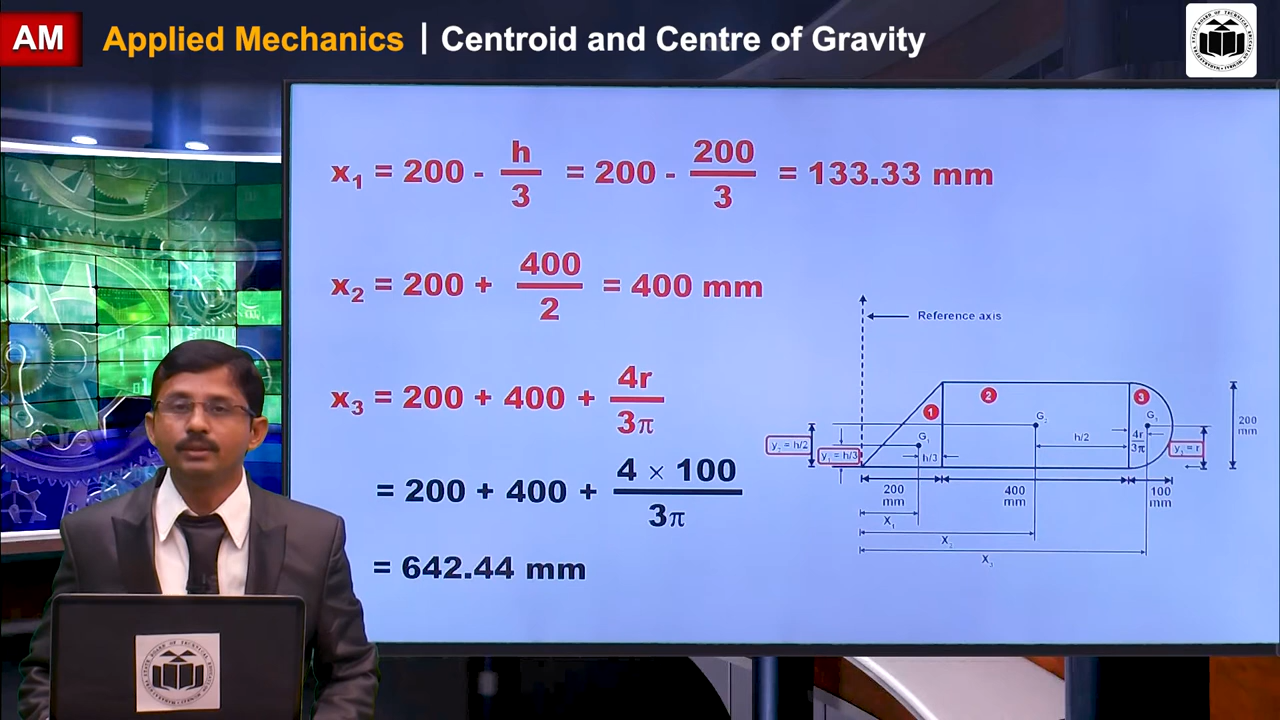 AM Applied Mechanics | Centroid and Centre of Gravity
x₁ = 200 - h/3 = 200 - 200/3 = 133.33 mm
x₂ = 200 + 400/2 = 400 mm
x₃ = 200 + 400 + 4r/3π
= 200 + 400 + 4 × 100/3π
= 642.44 mm
Reference axis
1
2
3
G₁
G₂
G₃
y₂ = h/2
y₁ = h/3
h/3
h/2
4r/3π
y₃ = r
200 mm
200 mm
400 mm
100 mm
X₁
X₂
X₃